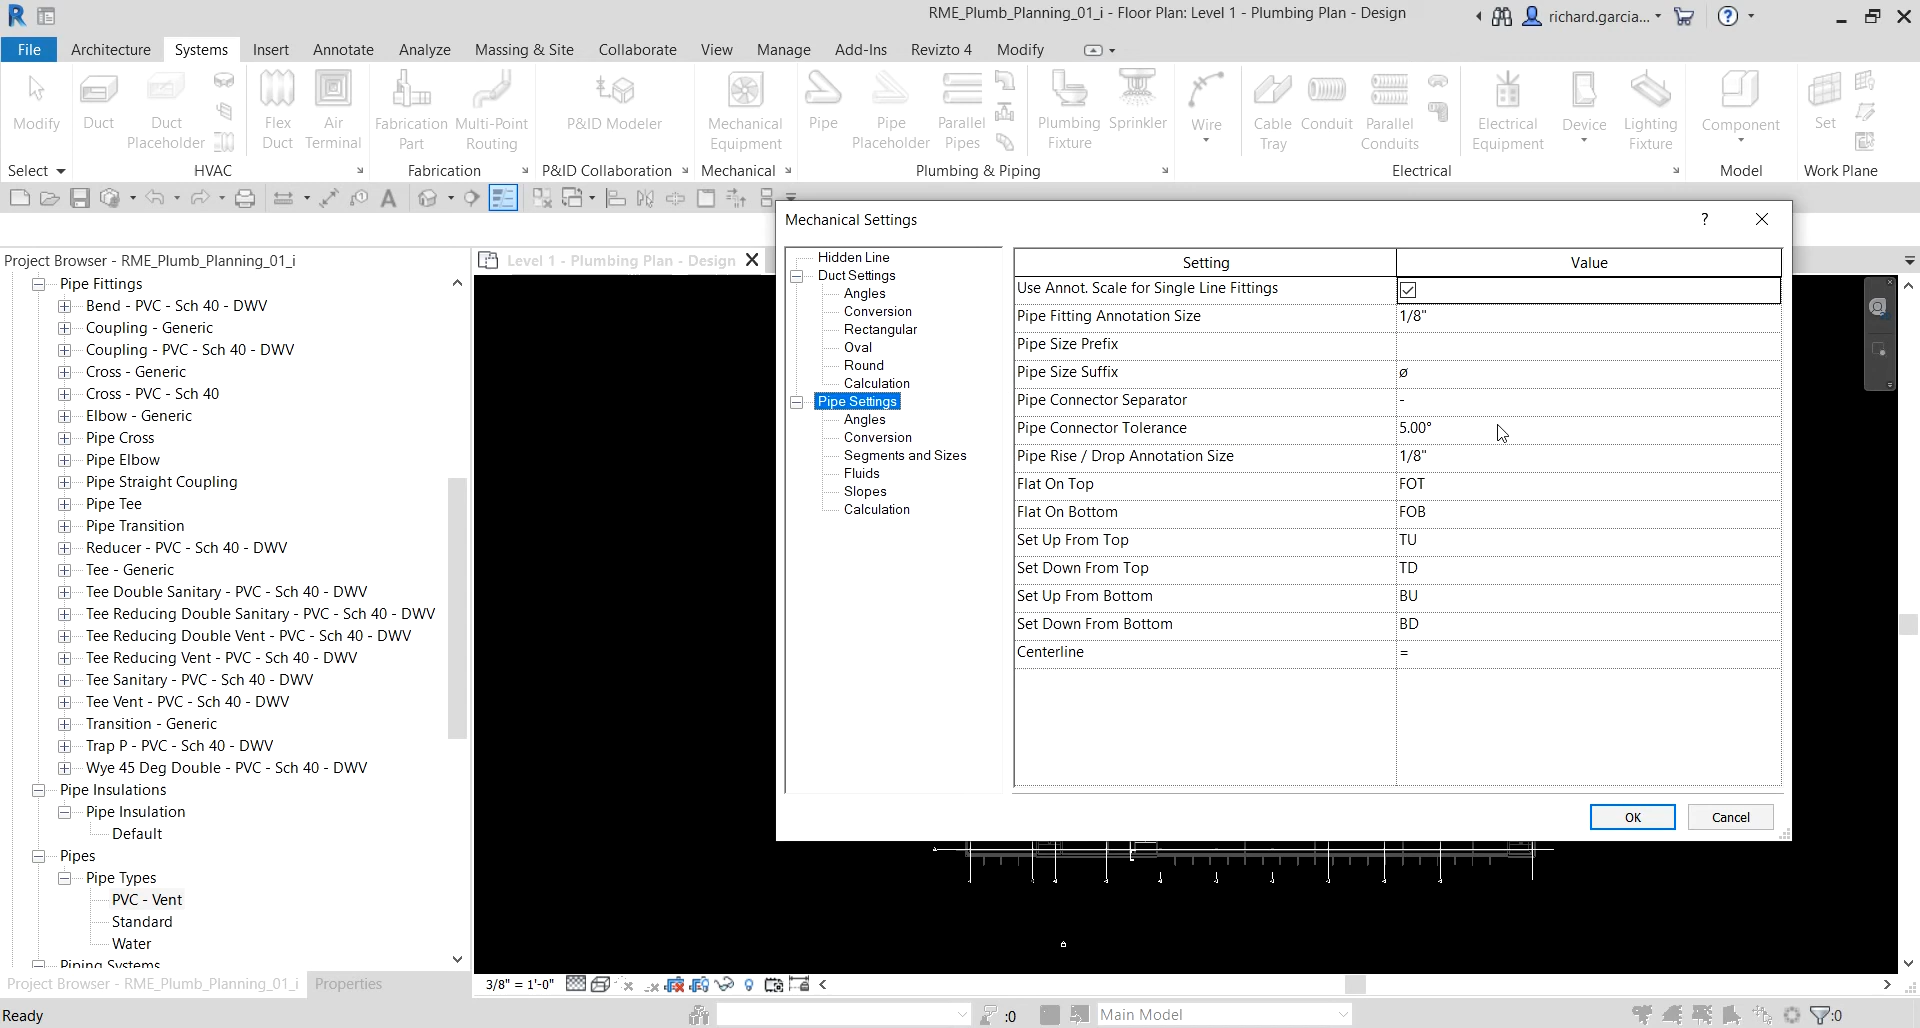 RME_Plumb_Planning_01_i - Floor Plan: Level 1 - Plumbing Plan - Design
richard.garcia...
File Architecture Systems Insert Annotate Analyze Massing & Site Collaborate View Manage Add-Ins Revizto 4 Modify
Modify
Duct
Duct Placeholder
Flex Duct
Air Terminal
Fabrication Part
Multi-Point Routing
P&ID Modeler
Mechanical Equipment
Pipe
Pipe Placeholder
Parallel Pipes
Plumbing Fixture
Sprinkler
Wire
Cable Tray
Conduit
Parallel Conduits
Electrical Equipment
Device
Lighting Fixture
Component
Set
Select HVAC Fabrication P&ID Collaboration Mechanical Plumbing & Piping Electrical Model Work Plane
Project Browser - RME_Plumb_Planning_01_i
Pipe Fittings
Bend - PVC - Sch 40 - DWV
Coupling - Generic
Coupling - PVC - Sch 40 - DWV
Cross - Generic
Cross - PVC - Sch 40
Elbow - Generic
Pipe Cross
Pipe Elbow
Pipe Straight Coupling
Pipe Tee
Pipe Transition
Reducer - PVC - Sch 40 - DWV
Tee - Generic
Tee Double Sanitary - PVC - Sch 40 - DWV
Tee Reducing Double Sanitary - PVC - Sch 40 - DWV
Tee Reducing Double Vent - PVC - Sch 40 - DWV
Tee Reducing Vent - PVC - Sch 40 - DWV
Tee Sanitary - PVC - Sch 40 - DWV
Tee Vent - PVC - Sch 40 - DWV
Transition - Generic
Trap P - PVC - Sch 40 - DWV
Wye 45 Deg Double - PVC - Sch 40 - DWV
Pipe Insulations
Pipe Insulation
Default
Pipes
Pipe Types
PVC - Vent
Standard
Water
Piping Systems
Project Browser - RME_Plumb_Planning_01_i Properties
Level 1 - Plumbing Plan - Design
Mechanical Settings
Hidden Line
Duct Settings
Angles
Conversion
Rectangular
Oval
Round
Calculation
Pipe Settings
Angles
Conversion
Segments and Sizes
Fluids
Slopes
Calculation
Setting Value
Use Annot. Scale for Single Line Fittings
Pipe Fitting Annotation Size 1/8"
Pipe Size Prefix
Pipe Size Suffix ø
Pipe Connector Separator -
Pipe Connector Tolerance 5.00°
Pipe Rise / Drop Annotation Size 1/8"
Flat On Top FOT
Flat On Bottom FOB
Set Up From Top TU
Set Down From Top TD
Set Up From Bottom BU
Set Down From Bottom BD
Centerline =
OK Cancel
3/8" = 1'-0"
Ready :0 Main Model :0